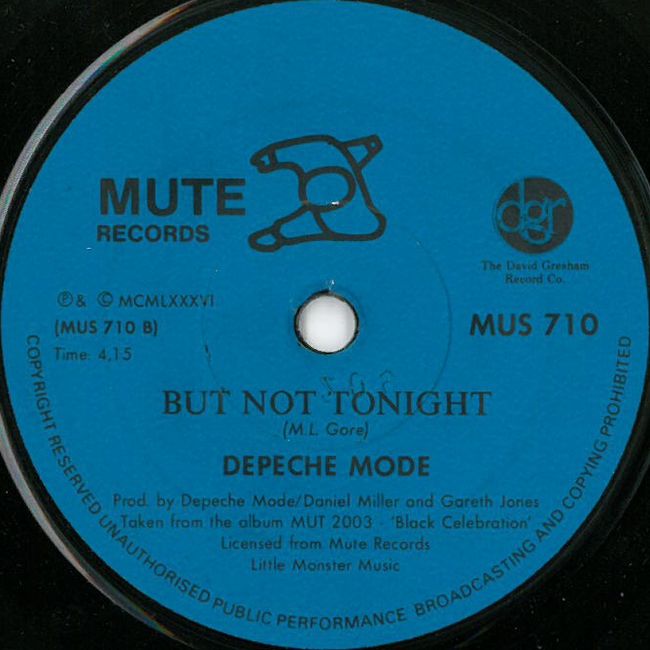 MUTE
RECORDS
dgr
The David Gresham
Record Co.
Ⓟ & © MCMLXXXVI
(MUS 710 B)
Time: 4,15
MUS 710
BUT NOT TONIGHT
(M.L. Gore)
DEPECHE MODE
Prod. by Depeche Mode/Daniel Miller and Gareth Jones
Taken from the album MUT 2003 - 'Black Celebration'
Licensed from Mute Records
Little Monster Music
COPYRIGHT RESERVED UNAUTHORISED PUBLIC PERFORMANCE BROADCASTING AND COPYING PROHIBITED